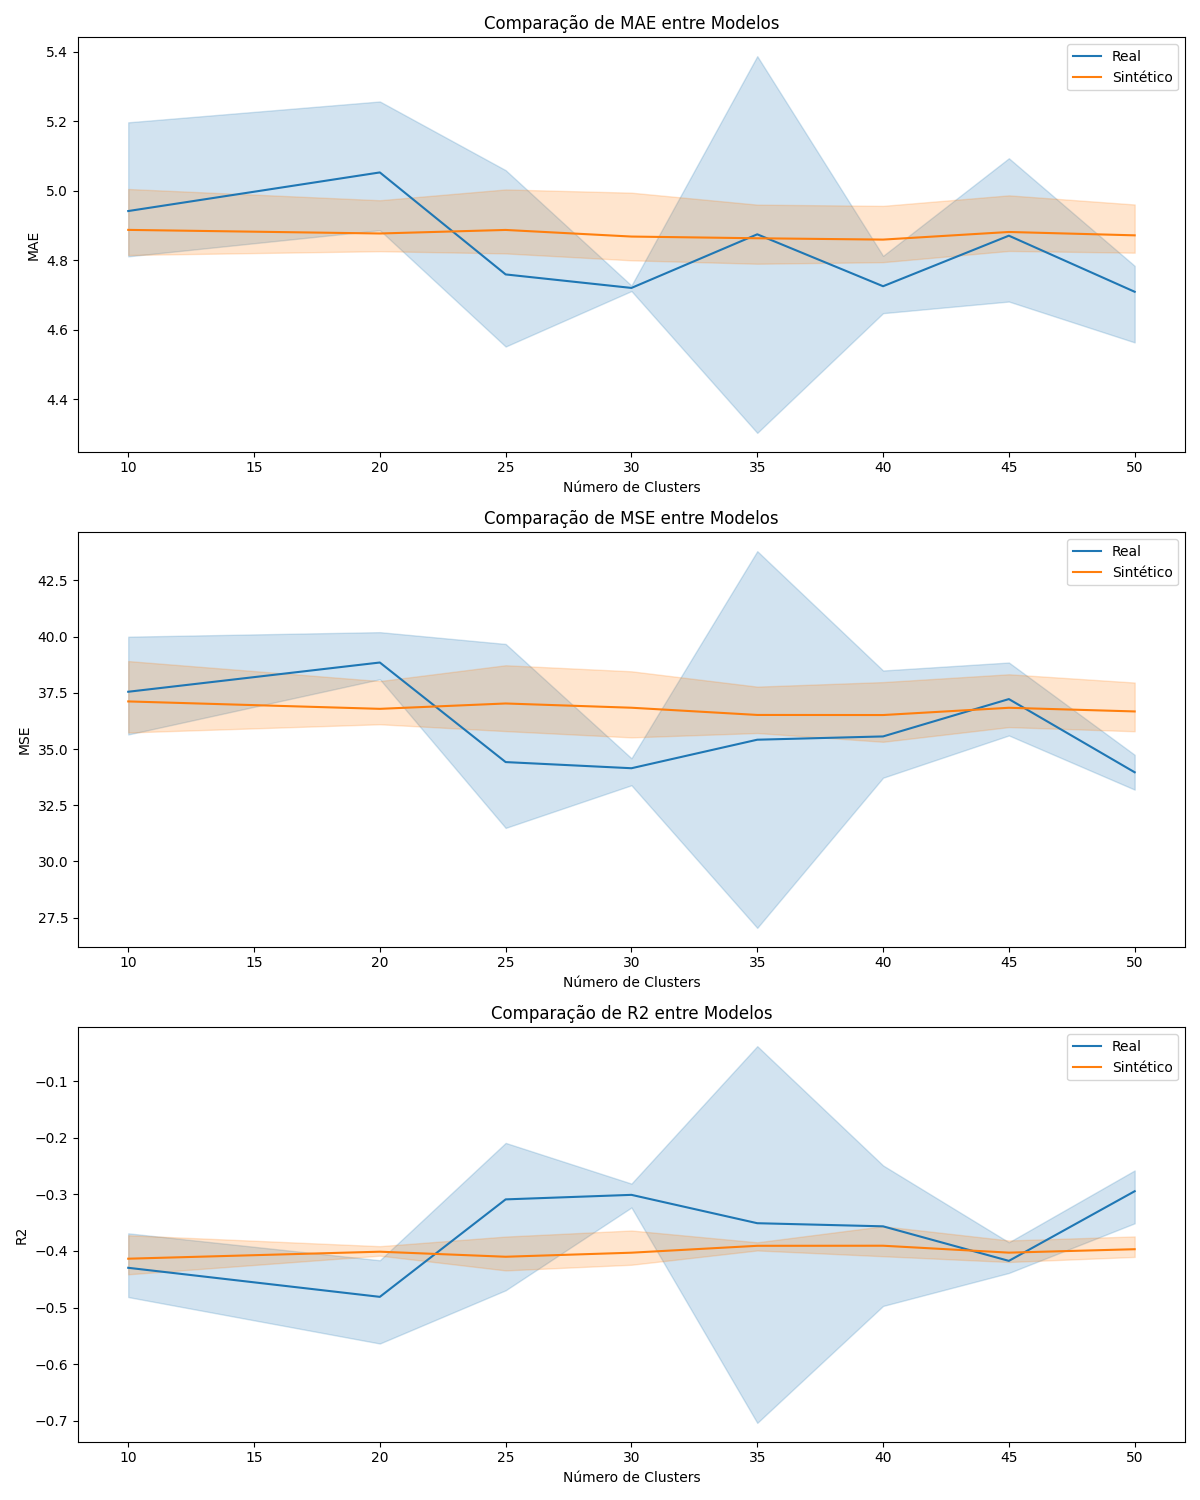 Comparação de MAE entre Modelos
Real
Sintético
5.4
5.2
5.0
4.8
4.6
4.4
MAE
10 15 20 25 30 35 40 45 50
Número de Clusters
Comparação de MSE entre Modelos
Real
Sintético
42.5
40.0
37.5
35.0
32.5
30.0
27.5
MSE
10 15 20 25 30 35 40 45 50
Número de Clusters
Comparação de R2 entre Modelos
Real
Sintético
−0.1
−0.2
−0.3
−0.4
−0.5
−0.6
−0.7
R2
10 15 20 25 30 35 40 45 50
Número de Clusters